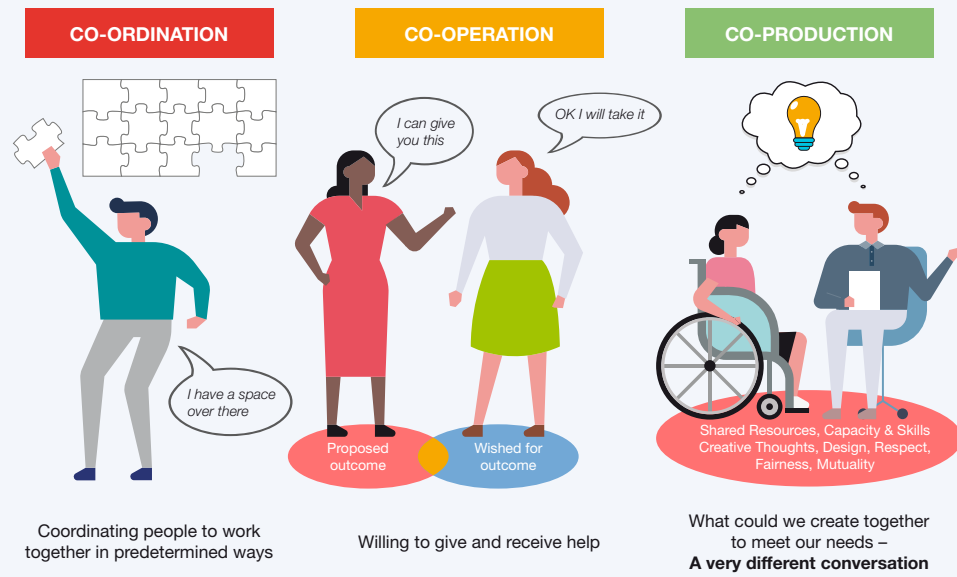 CO-ORDINATION
I have a space
over there
Coordinating people to work
together in predetermined ways
CO-OPERATION
I can give
you this
OK I will take it
Proposed
outcome
Wished for
outcome
Willing to give and receive help
CO-PRODUCTION
Shared Resources, Capacity & Skills
Creative Thoughts, Design, Respect,
Fairness, Mutuality
What could we create together
to meet our needs –
A very different conversation